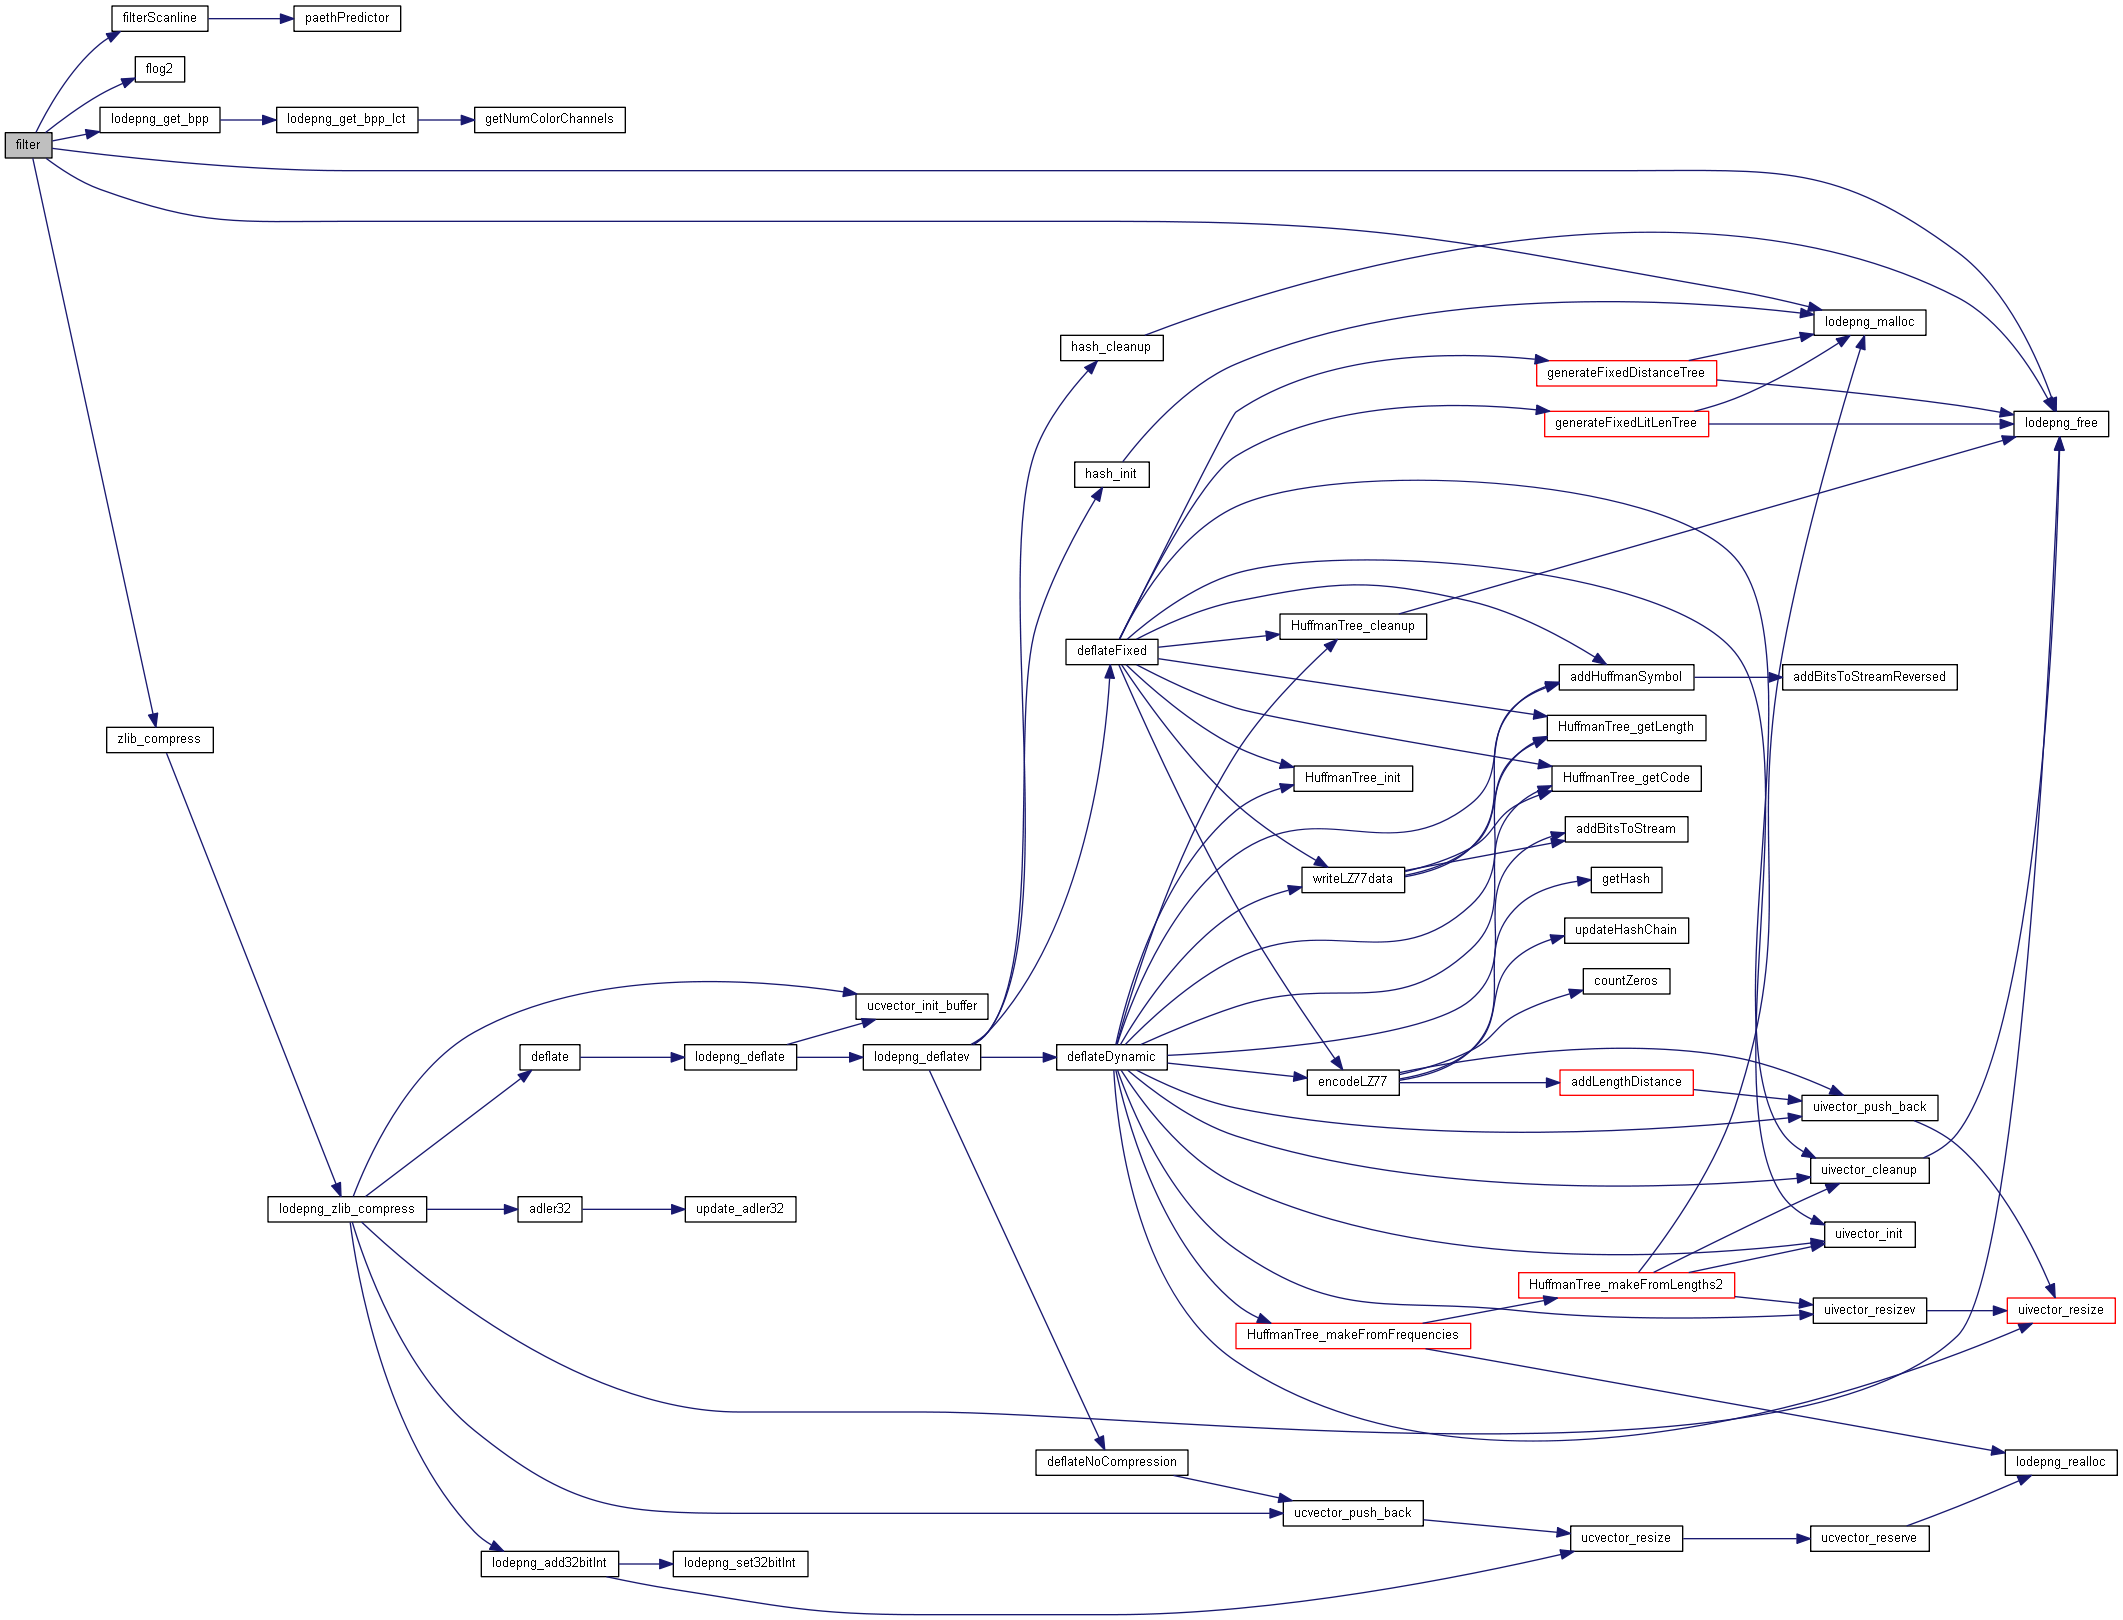 filterScanline
paethPredictor
flog2
lodepng_get_bpp
lodepng_get_bpp_lct
getNumColorChannels
filter
lodepng_malloc
hash_cleanup
generateFixedDistanceTree
generateFixedLitLenTree
lodepng_free
hash_init
HuffmanTree_cleanup
deflateFixed
addHuffmanSymbol
addBitsToStreamReversed
HuffmanTree_getLength
zlib_compress
HuffmanTree_init
HuffmanTree_getCode
addBitsToStream
writeLZ77data
getHash
updateHashChain
countZeros
ucvector_init_buffer
deflate
lodepng_deflate
lodepng_deflatev
deflateDynamic
encodeLZ77
addLengthDistance
uivector_push_back
uivector_cleanup
lodepng_zlib_compress
adler32
update_adler32
uivector_init
HuffmanTree_makeFromLengths2
uivector_resizev
uivector_resize
HuffmanTree_makeFromFrequencies
deflateNoCompression
lodepng_realloc
ucvector_push_back
ucvector_resize
ucvector_reserve
lodepng_add32bitInt
lodepng_set32bitInt